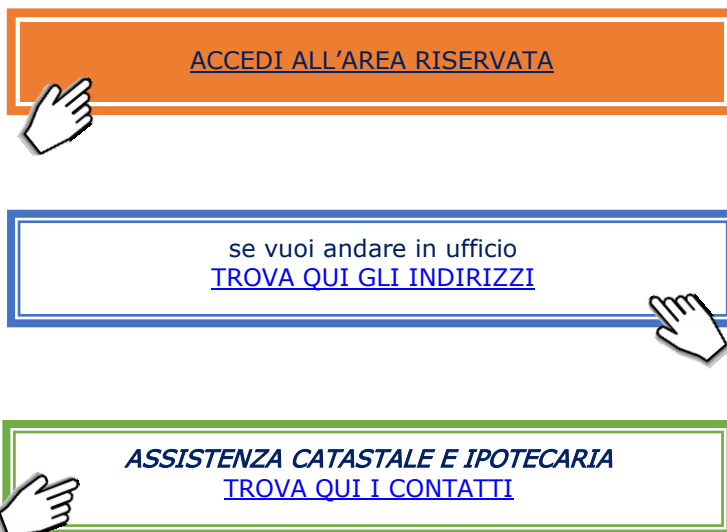 ACCEDI ALL’AREA RISERVATA
se vuoi andare in ufficio
TROVA QUI GLI INDIRIZZI
ASSISTENZA CATASTALE E IPOTECARIA
TROVA QUI I CONTATTI